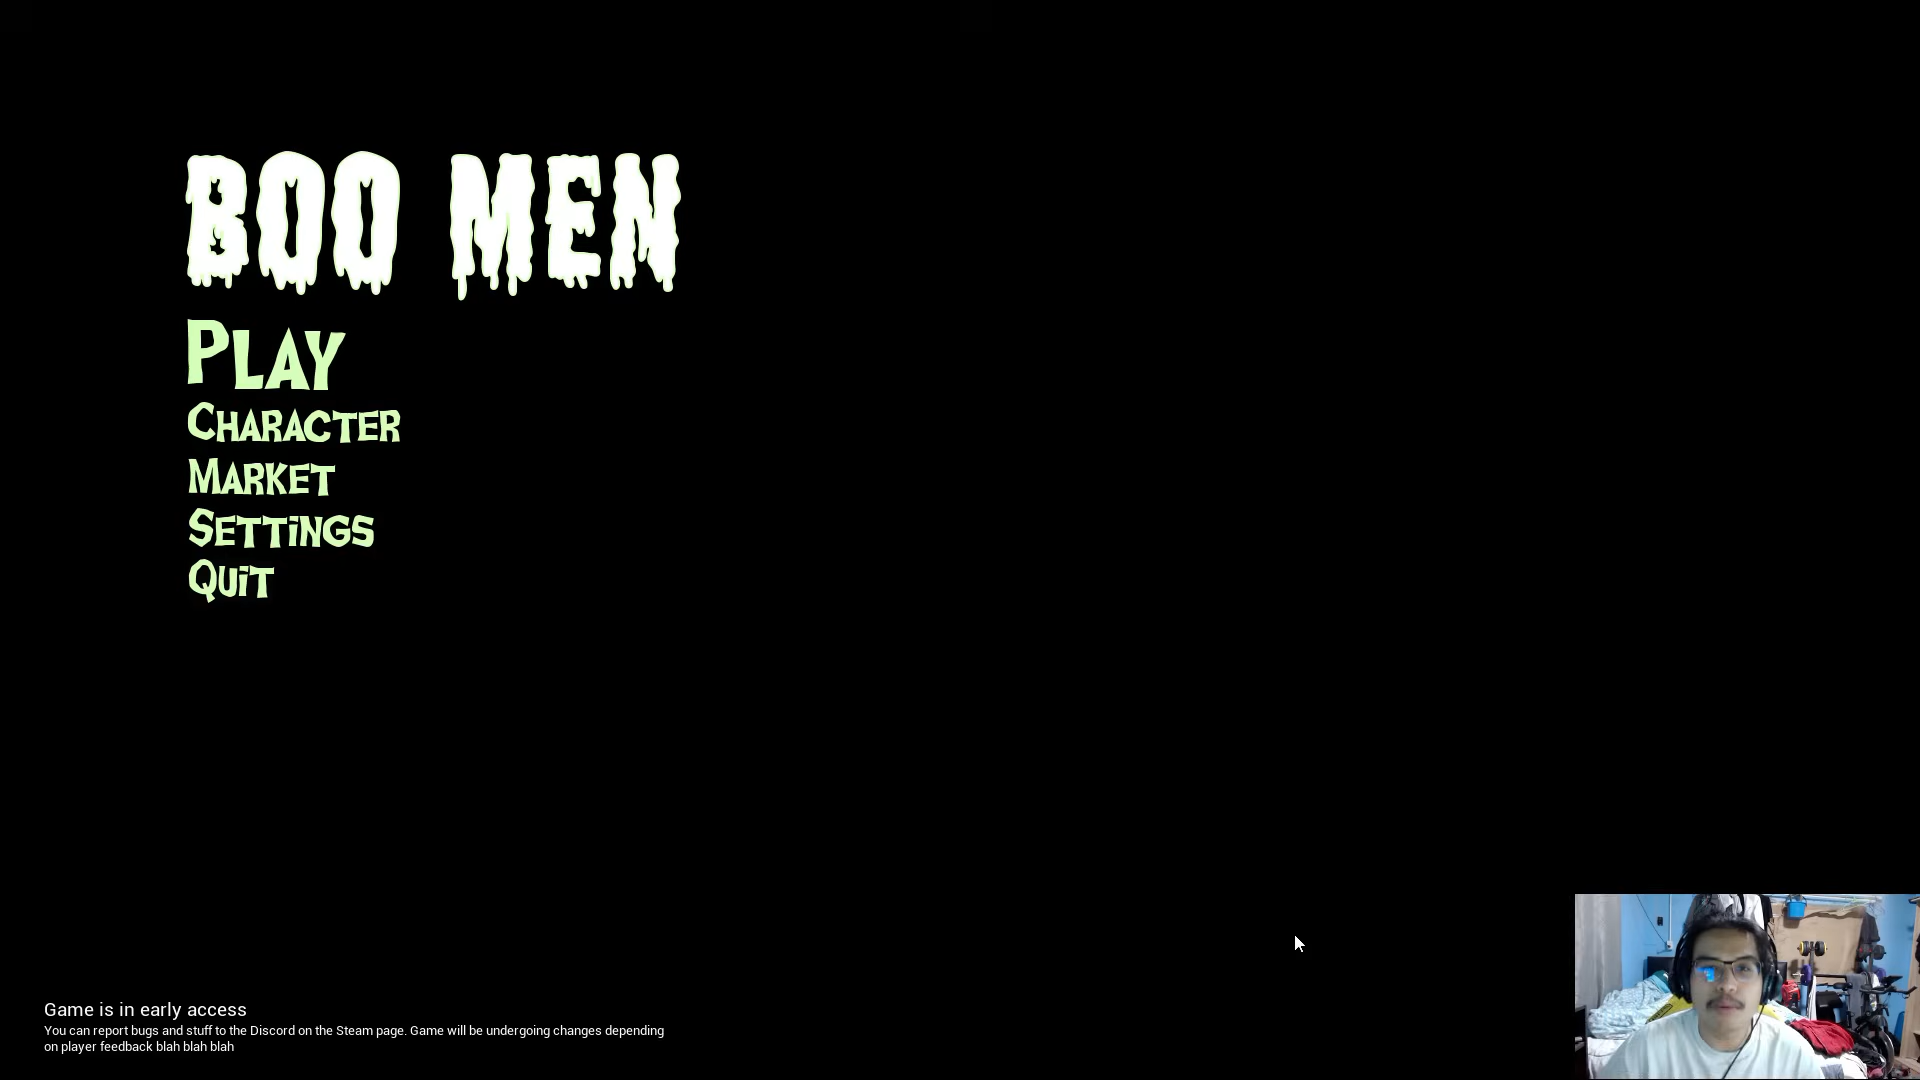 BOO MEN
PLAY
CHARACTER
MARKET
SETTiNGS
QUiT
Game is in early access
You can report bugs and stuff to the Discord on the Steam page. Game will be undergoing changes depending
on player feedback blah blah blah